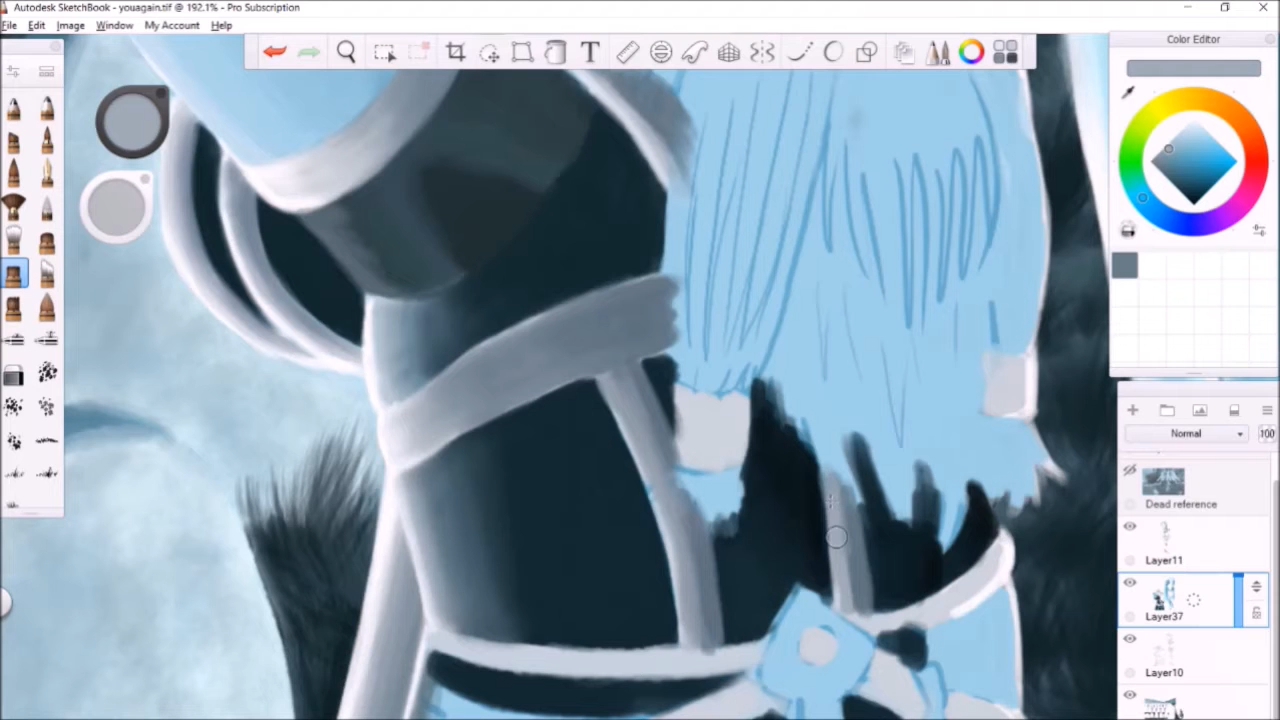 Autodesk SketchBook - youagain.tif @ 192.1% - Pro Subscription
File Edit Image Window My Account Help
T
Color Editor
Normal 100
Dead reference
Layer11
Layer37
Layer10